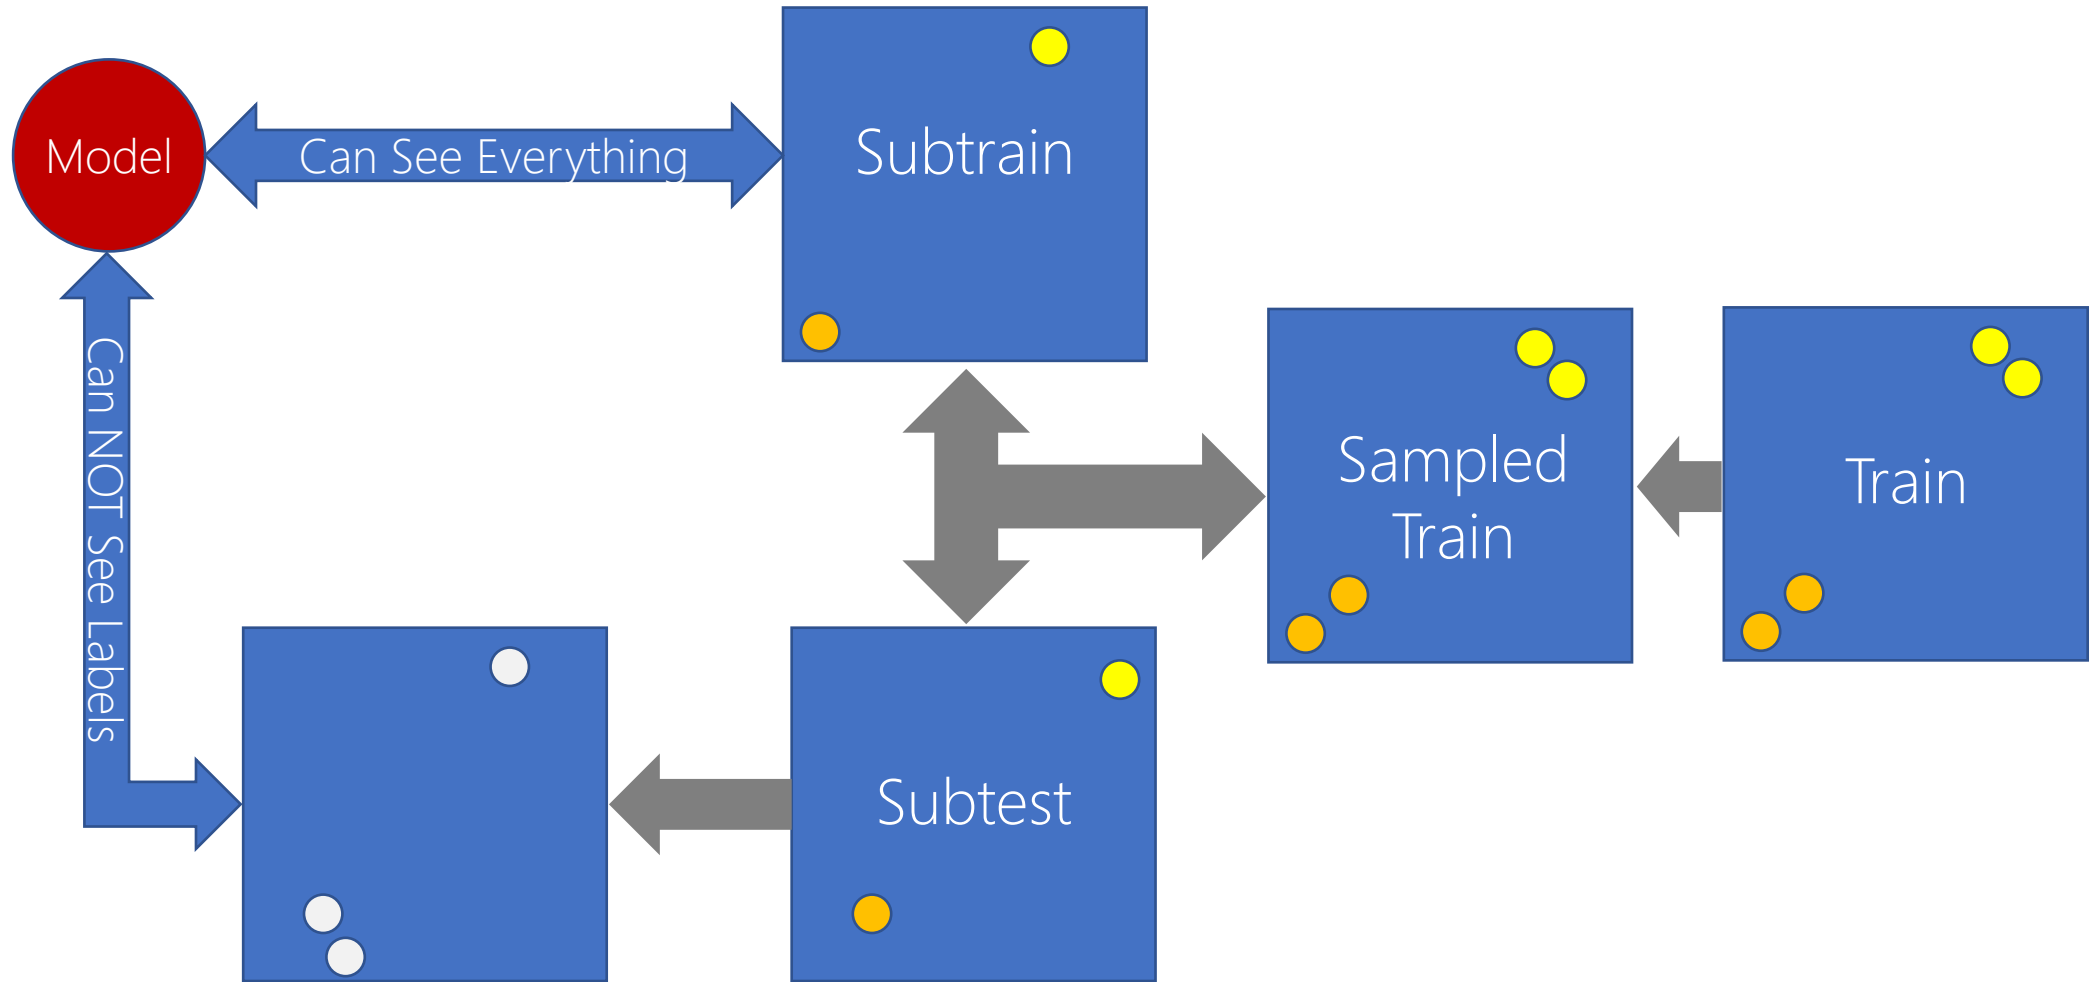 Model
Can See Everything
Subtrain
Can NOT See Labels
Sampled
Train
Train
Subtest